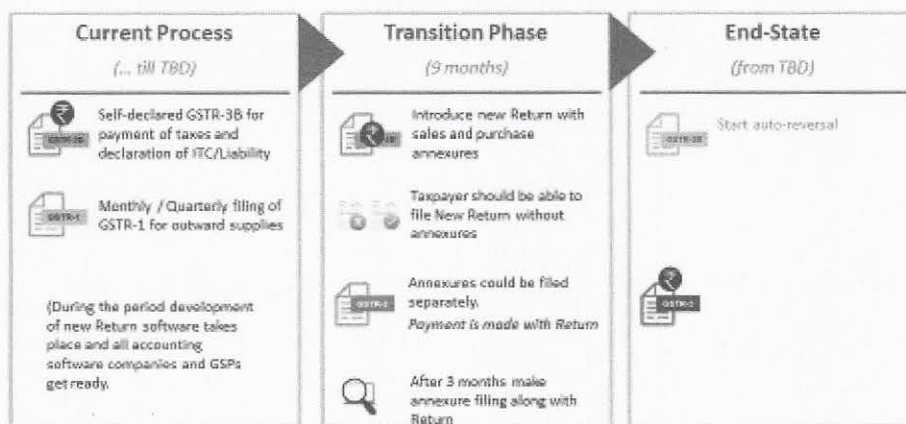 Current Process
(... till TBD)
Self-declared GSTR-3B for
payment of taxes and
declaration of ITC/Liability
GSTR-3B
Monthly / Quarterly filing of
GSTR-1 for outward supplies
GSTR-1
(During the period development
of new Return software takes
place and all accounting
software companies and GSPs
get ready.
Transition Phase
(9 months)
Introduce new Return with
sales and purchase
annexures
Taxpayer should be able to
file New Return without
annexures
Annexures could be filed
separately.
Payment is made with Return
After 3 months make
annexure filing along with
Return
End-State
(from TBD)
Start auto-reversal